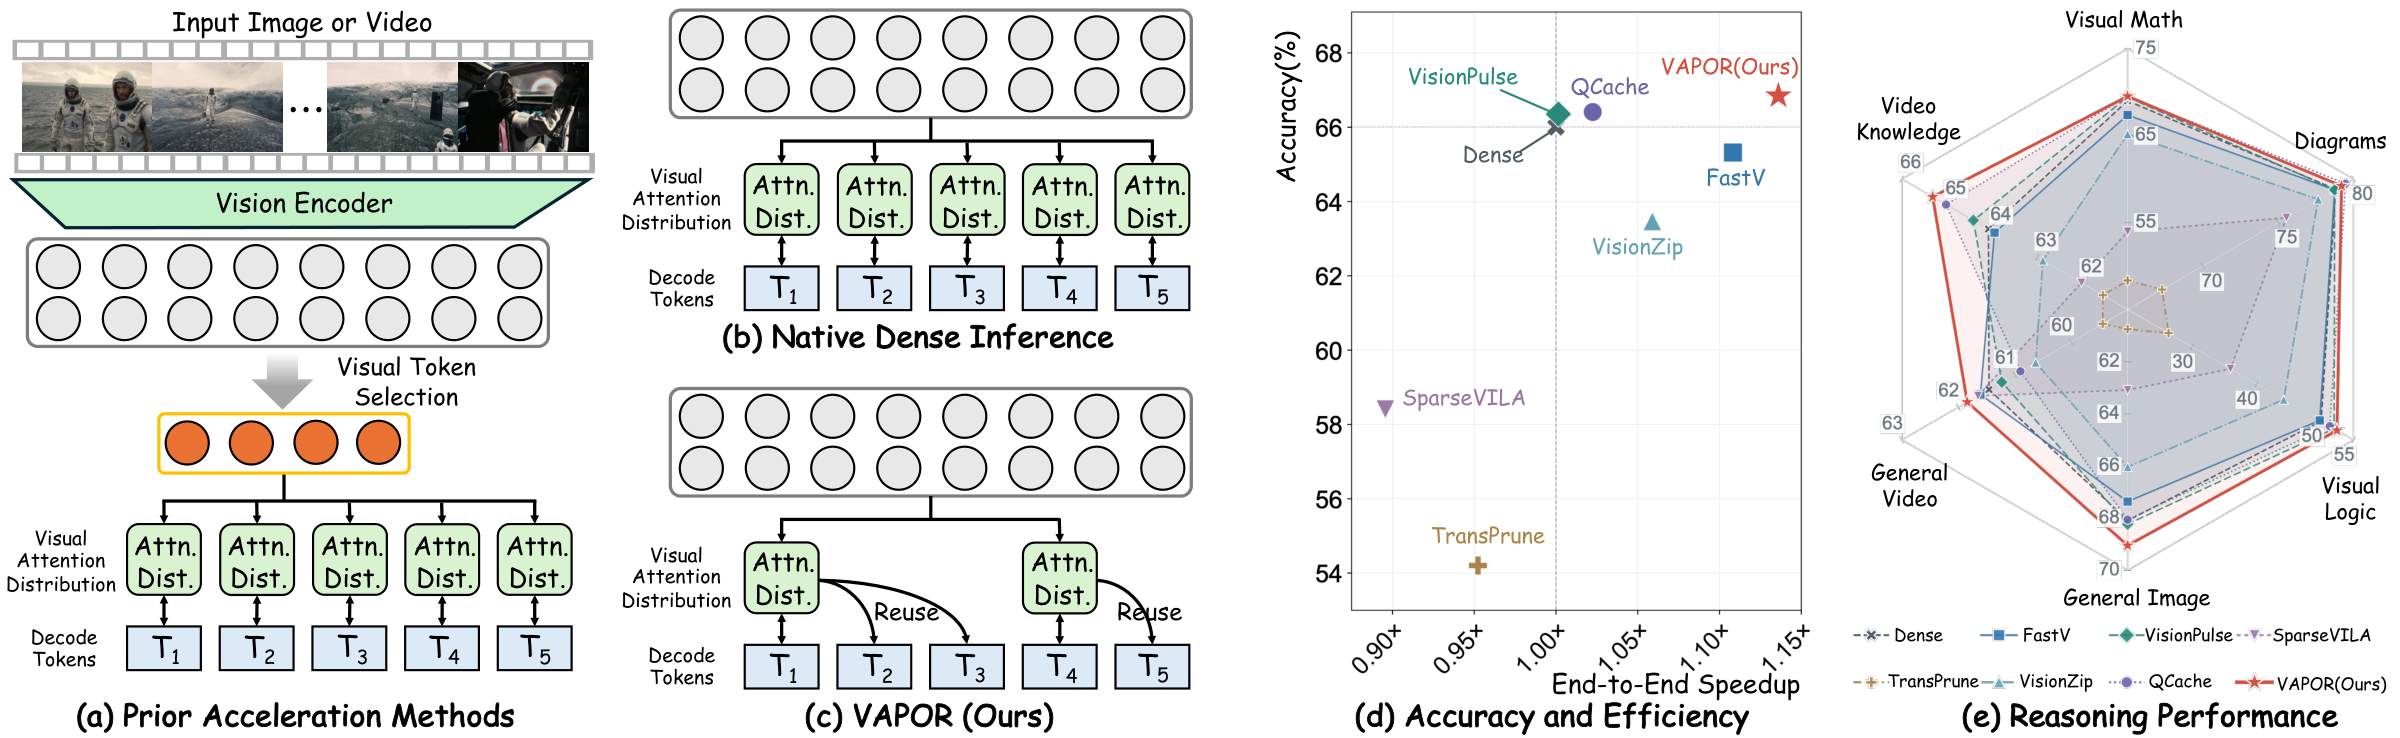 Input Image or Video
Vision Encoder
Visual Token
Selection
Visual
Attention
Distribution
Attn.
Dist.
Attn.
Dist.
Attn.
Dist.
Attn.
Dist.
Attn.
Dist.
Decode
Tokens
T1
T2
T3
T4
T5
(a) Prior Acceleration Methods
Visual
Attention
Distribution
Attn.
Dist.
Attn.
Dist.
Attn.
Dist.
Attn.
Dist.
Attn.
Dist.
Decode
Tokens
T1
T2
T3
T4
T5
(b) Native Dense Inference
Visual
Attention
Distribution
Attn.
Dist.
Attn.
Dist.
Reuse
Reuse
Decode
Tokens
T1
T2
T3
T4
T5
(c) VAPOR (Ours)
Accuracy(%)
68
66
64
62
60
58
56
54
VisionPulse
QCache
VAPOR(Ours)
Dense
FastV
VisionZip
SparseVILA
TransPrune
0.90×
0.95×
1.00×
1.05×
1.10×
1.15×
End-to-End Speedup
(d) Accuracy and Efficiency
Visual Math
75
65
55
Diagrams
80
75
70
Video
Knowledge
66
65
64
63
62
60
61
62
63
General
Video
62
64
66
68
70
General Image
30
40
50
55
Visual
Logic
Dense
FastV
VisionPulse
SparseVILA
TransPrune
VisionZip
QCache
VAPOR(Ours)
(e) Reasoning Performance